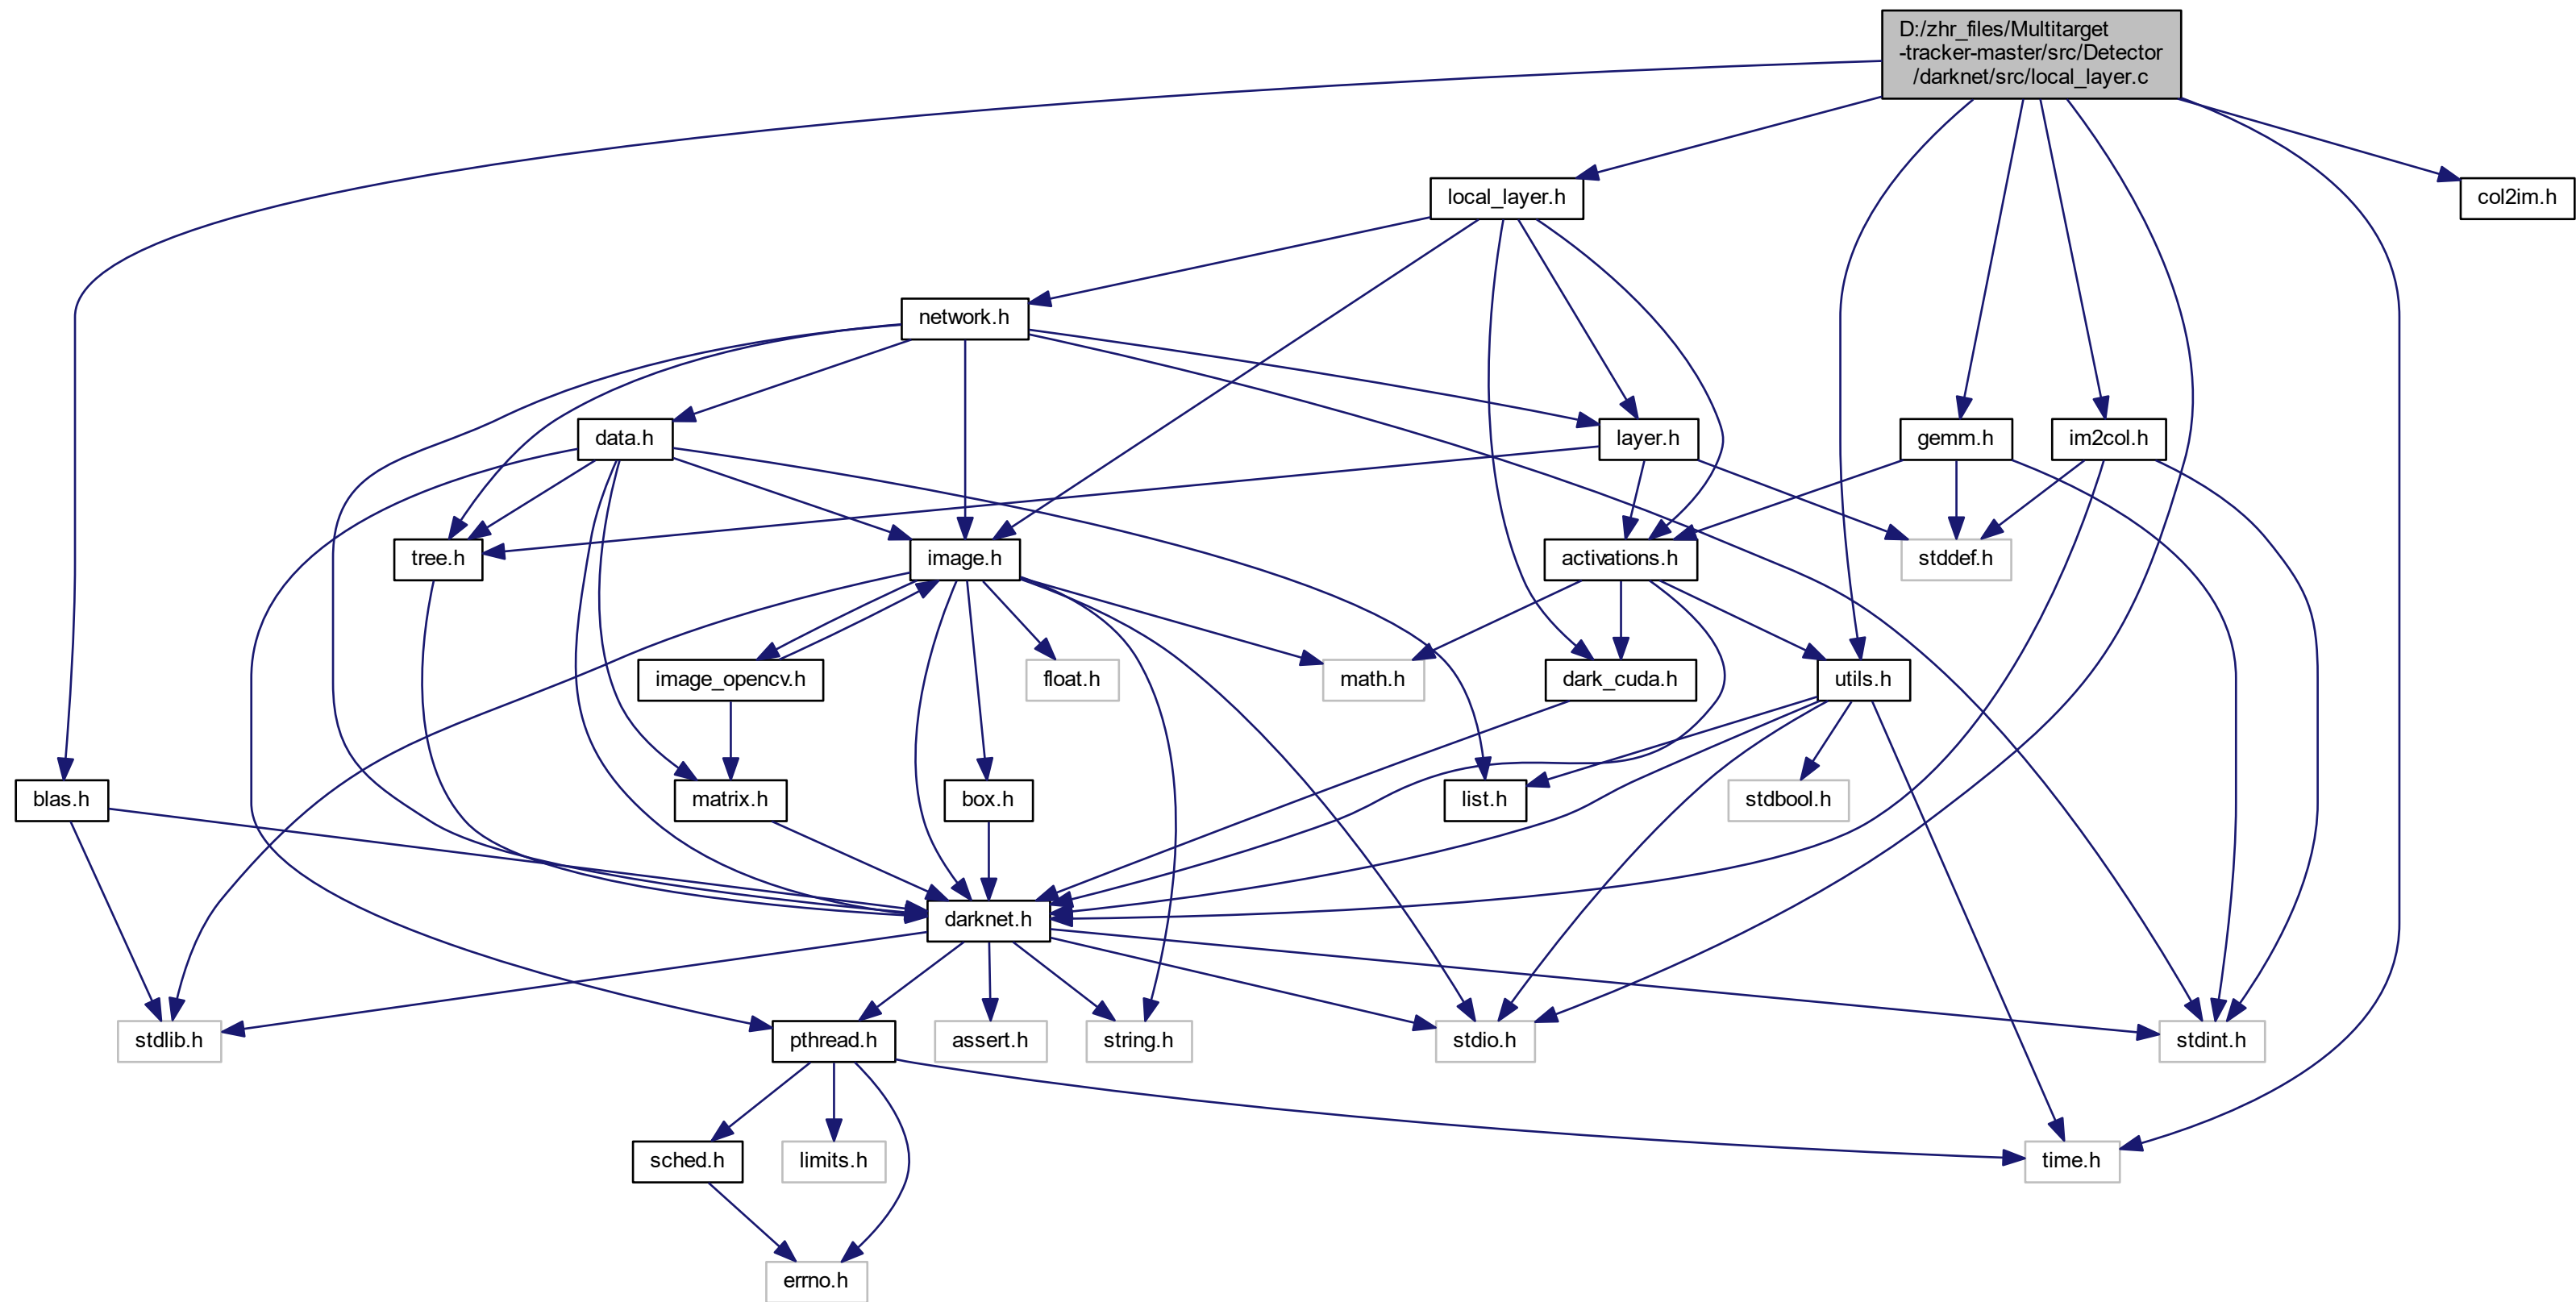 D:/zhr_files/Multitarget
-tracker-master/src/Detector
/darknet/src/local_layer.c
local_layer.h
col2im.h
network.h
data.h
layer.h
gemm.h
im2col.h
tree.h
image.h
activations.h
stddef.h
image_opencv.h
float.h
math.h
dark_cuda.h
utils.h
blas.h
matrix.h
box.h
list.h
stdbool.h
darknet.h
stdlib.h
pthread.h
assert.h
string.h
stdio.h
stdint.h
sched.h
limits.h
time.h
errno.h